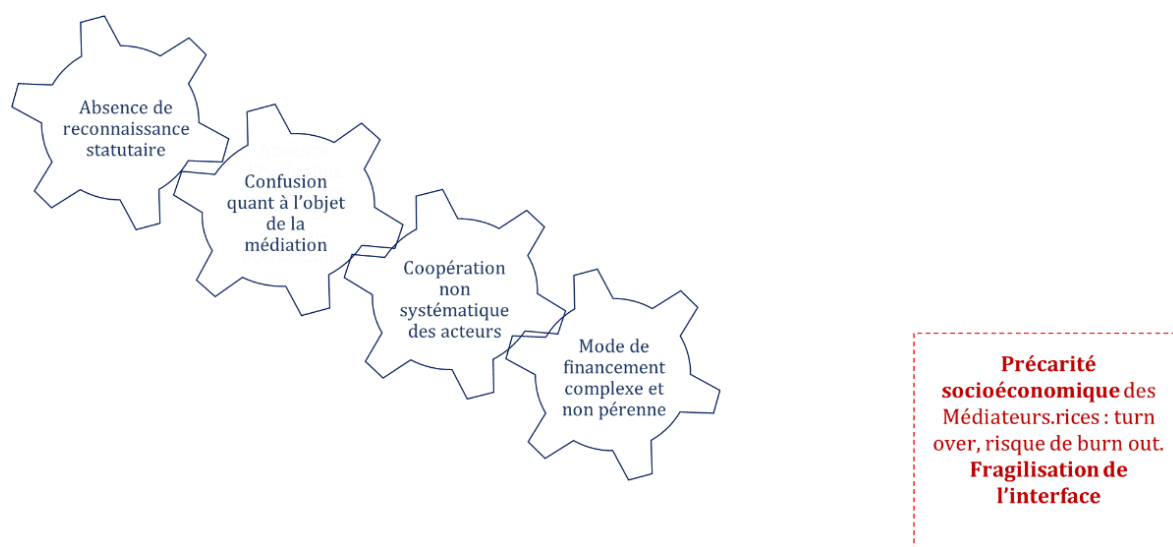 Absence de
reconnaissance
statutaire
Confusion
quant à l’objet
de la
médiation
Coopération
non
systématique
des acteurs
Mode de
financement
complexe et
non pérenne
Précarité
socioéconomique des
Médiateurs.rices : turn
over, risque de burn out.
Fragilisation de
l’interface